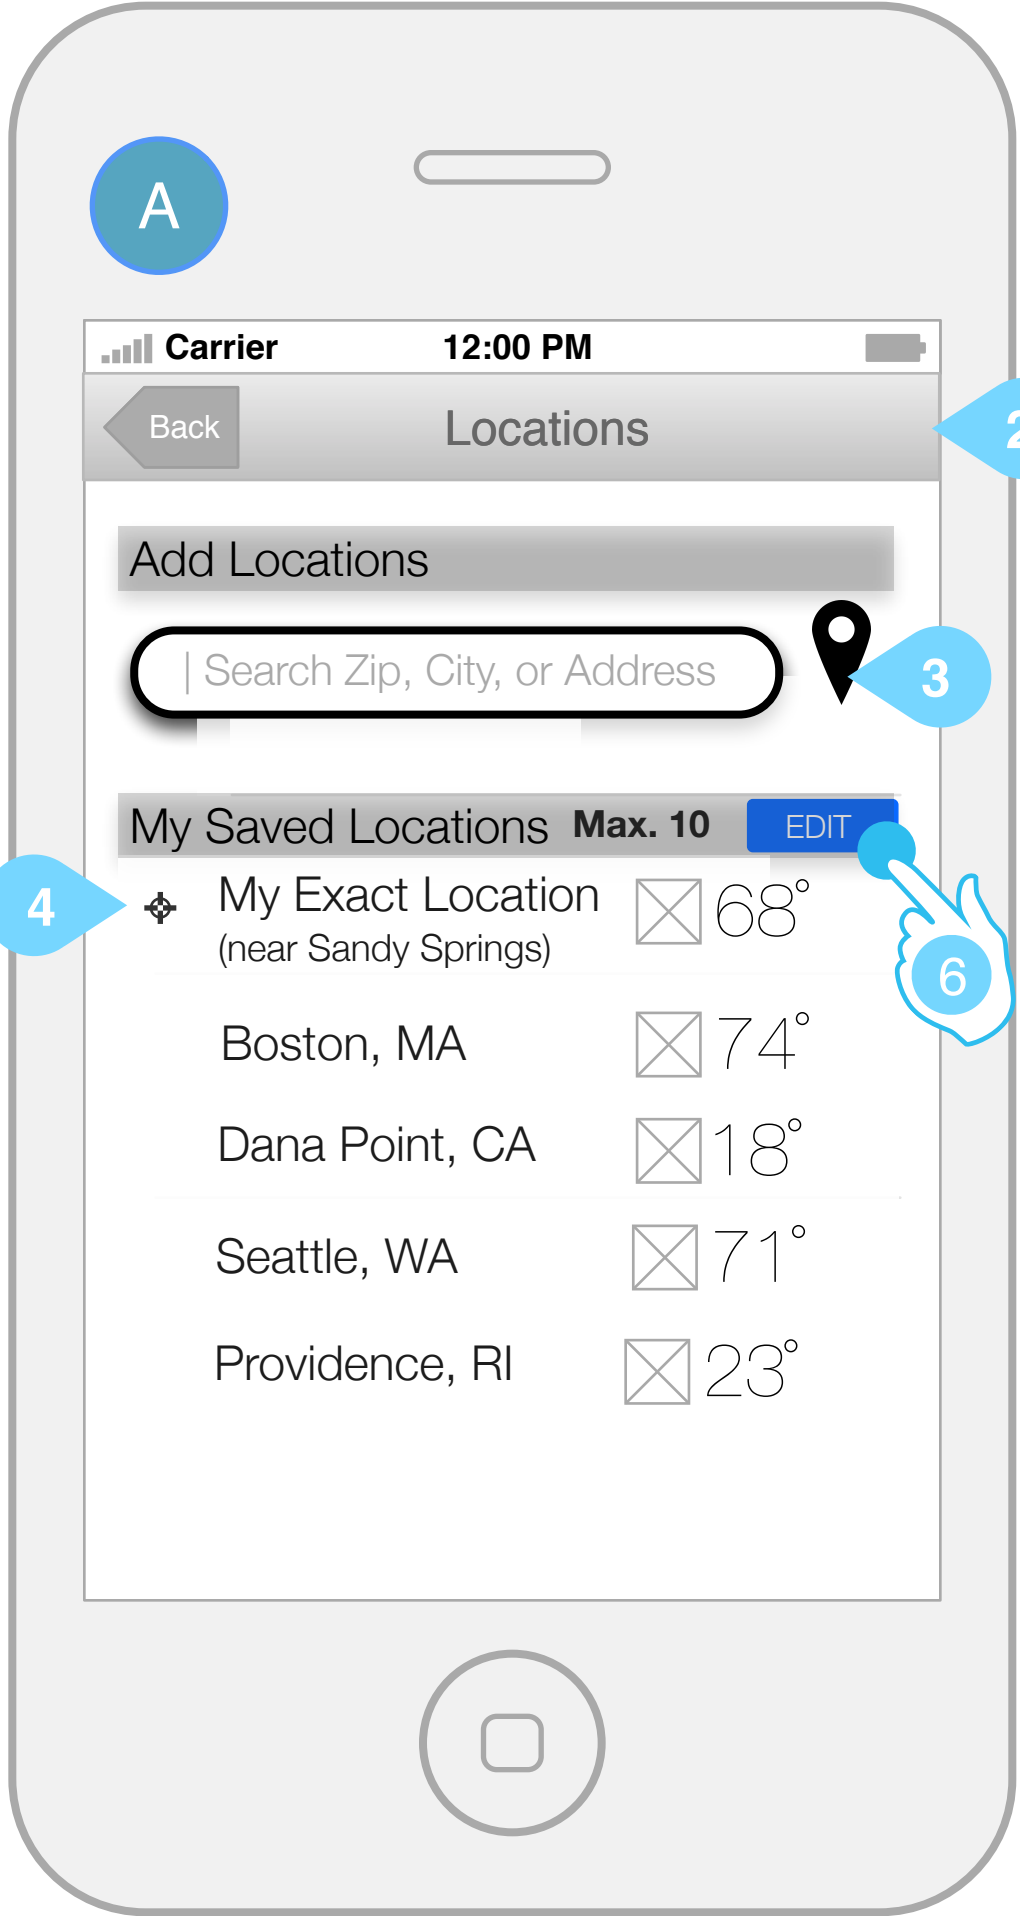 A
Carrier 12:00 PM
Back Locations
2
Add Locations
Search Zip, City, or Address
3
My Saved Locations Max. 10 EDIT
4
My Exact Location 68°
(near Sandy Springs)
6
Boston, MA 74°
Dana Point, CA 18°
Seattle, WA 71°
Providence, RI 23°